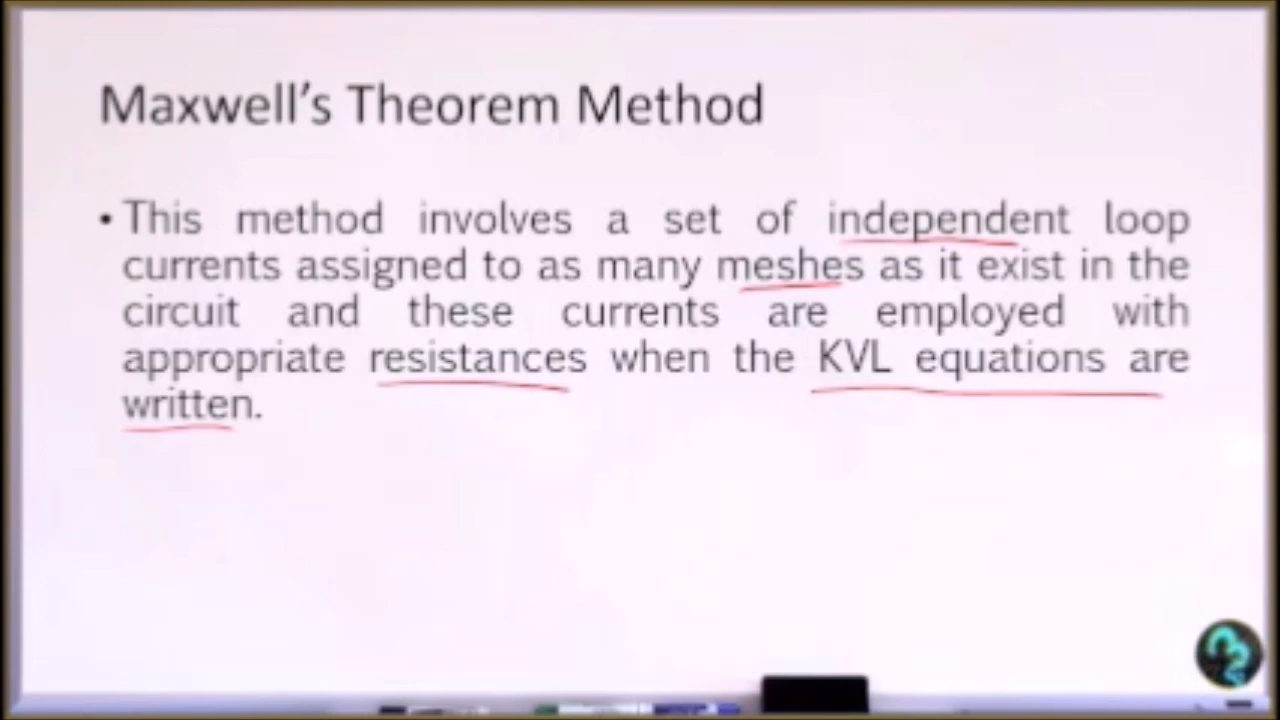 Maxwell's Theorem Method
• This method involves a set of independent loop
currents assigned to as many meshes as it exist in the
circuit and these currents are employed with
appropriate resistances when the KVL equations are
written.